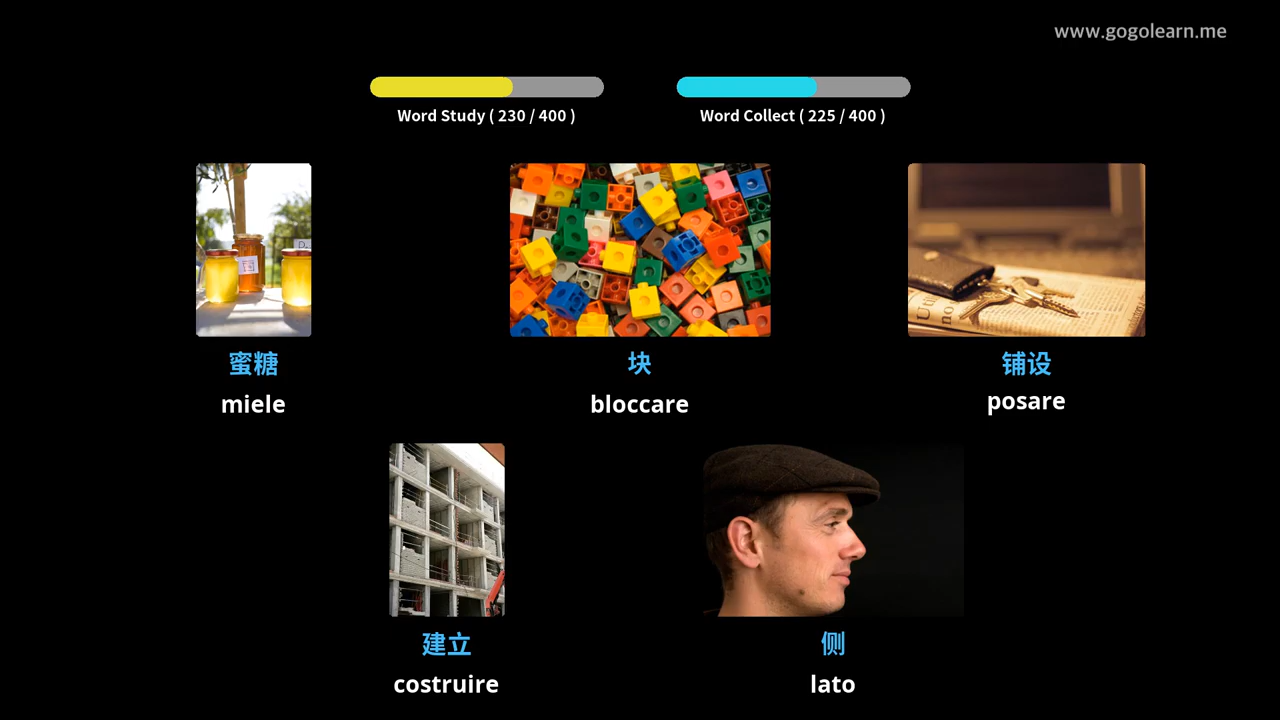 www.gogolearn.me
Word Study ( 230 / 400 )
Word Collect ( 225 / 400 )
蜜糖
miele
块
bloccare
铺设
posare
建立
costruire
侧
lato